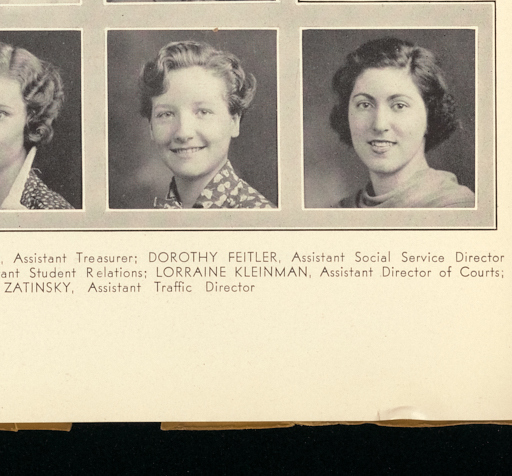 , Assistant Treasurer; DOROTHY FEITLER, Assistant Social Service Director
ant Student Relations; LORRAINE KLEINMAN, Assistant Director of Courts;
ZATINSKY, Assistant Traffic Director